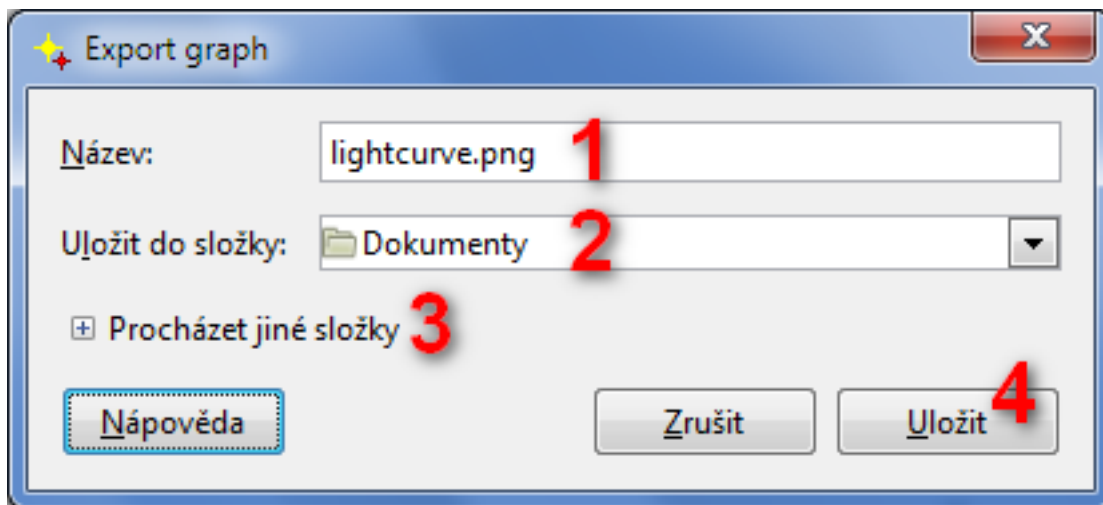 Export graph
Název: lightcurve.png 1
Uložit do složky: Dokumenty 2
Procházet jiné složky 3
Nápověda Zrušit Uložit 4